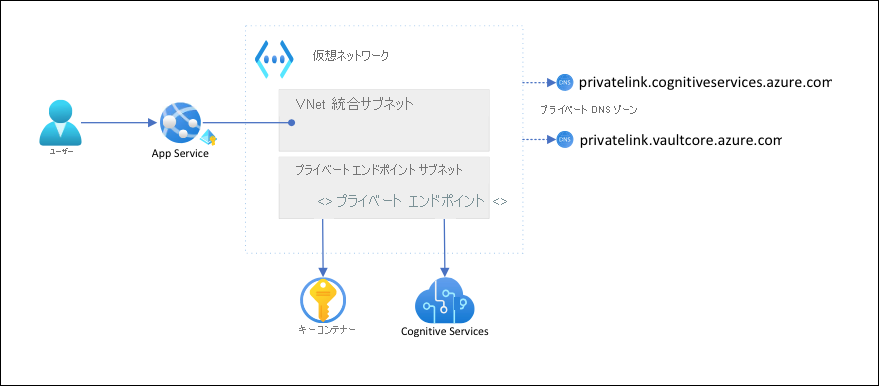 仮想ネットワーク
VNet 統合サブネット
プライベート エンドポイント サブネット
<> プライベート エンドポイント <>
ユーザー
App Service
DNS privatelink.cognitiveservices.azure.com
プライベート DNS ゾーン
DNS privatelink.vaultcore.azure.com
キー コンテナー
Cognitive Services